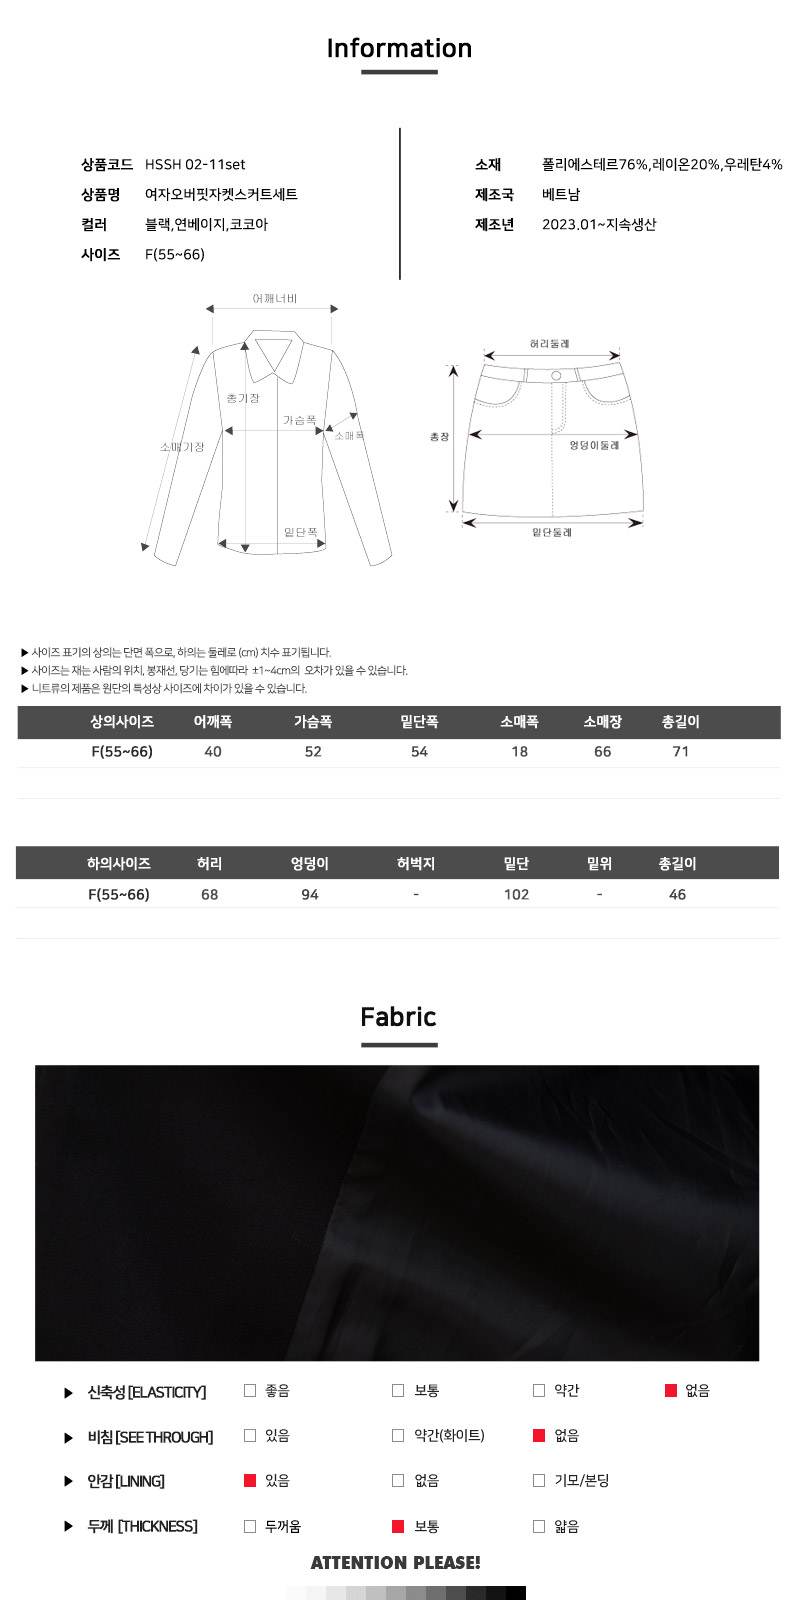 Information
상품코드 HSSH 02-11set
상품명 여자오버핏자켓스커트세트
컬러 블랙,연베이지,코코아
사이즈 F(55~66)
소재 폴리에스테르76%,레이온20%,우레탄4%
제조국 베트남
제조년 2023.01~지속생산
어깨너비
총기장
가슴폭
소매기장
소매폭
밑단폭
허리둘레
총장
엉덩이둘레
밑단둘레
▶ 사이즈 표기의 상의는 단면 폭으로, 하의는 둘레로 (cm) 치수 표기됩니다.
▶ 사이즈는 재는 사람의 위치, 봉재선, 당기는 힘에따라 ±1~4cm의 오차가 있을 수 있습니다.
▶ 니트류의 제품은 원단의 특성상 사이즈에 차이가 있을 수 있습니다.
상의사이즈 어깨폭 가슴폭 밑단폭 소매폭 소매장 총길이
F(55~66) 40 52 54 18 66 71
하의사이즈 허리 엉덩이 허벅지 밑단 밑위 총길이
F(55~66) 68 94 - 102 - 46
Fabric
▶ 신축성 [ELASTICITY] 좋음 보통 약간 없음
▶ 비침 [SEE THROUGH] 있음 약간(화이트) 없음
▶ 안감 [LINING] 있음 없음 기모/본딩
▶ 두께 [THICKNESS] 두꺼움 보통 얇음
ATTENTION PLEASE!